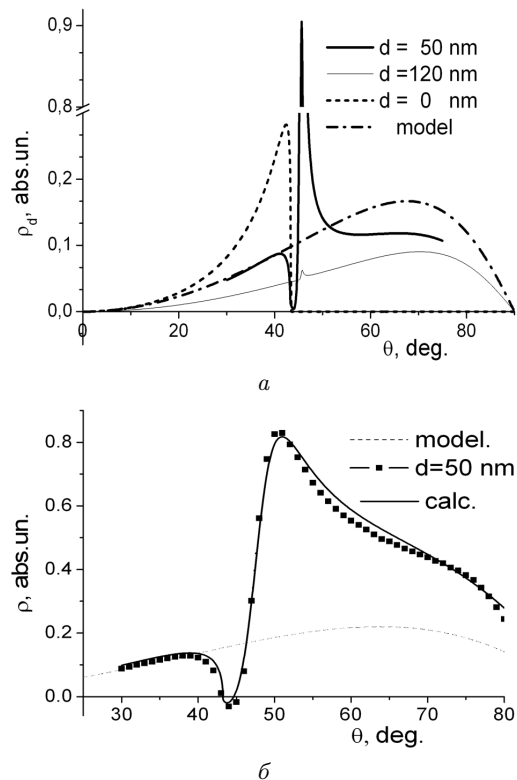 0,9
0,8
0,2
0,1
0,0
ρd, abs.un.
d = 50 nm
d =120 nm
d = 0 nm
model
0 20 40 60 80
θ, deg.
а
0.8
0.6
0.4
0.2
0.0
ρ, abs.un.
model.
d=50 nm
calc.
30 40 50 60 70 80
θ, deg.
б